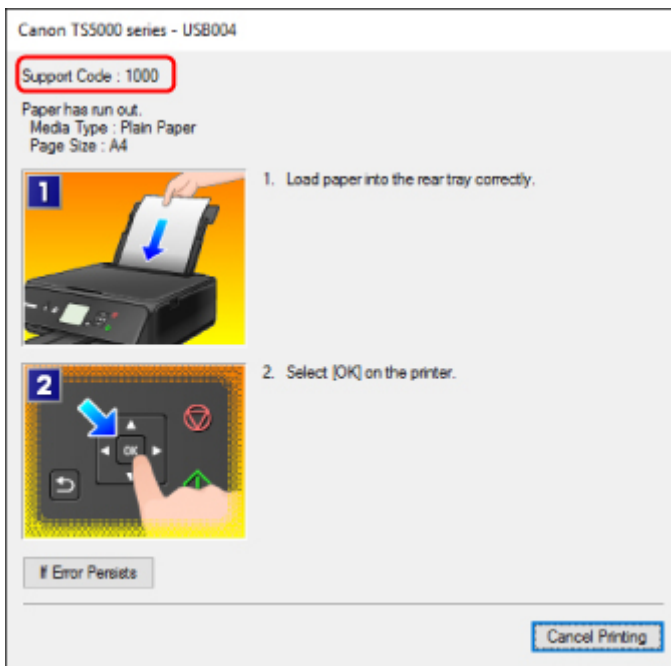 Canon TS5000 series - USB004
Support Code : 1000
Paper has run out.
Media Type : Plain Paper
Page Size : A4
1
1. Load paper into the rear tray correctly.
2
2. Select [OK] on the printer.
OK
If Error Persists
Cancel Printing